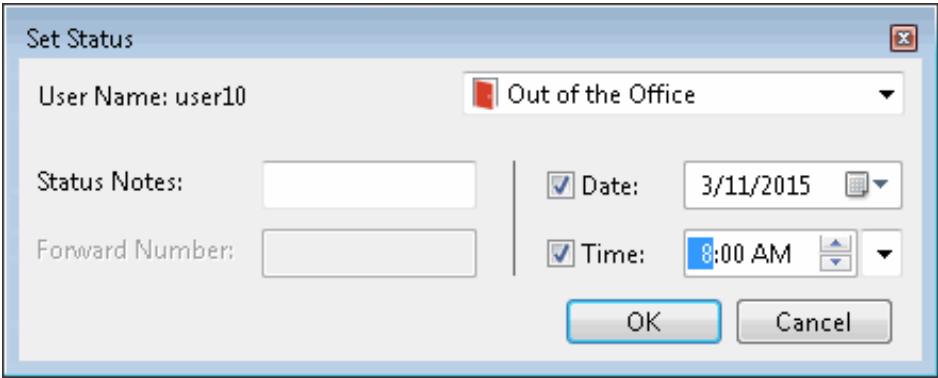 Set Status
User Name: user10
Out of the Office
Status Notes:
Date:
3/11/2015
Forward Number:
Time:
8:00 AM
OK
Cancel